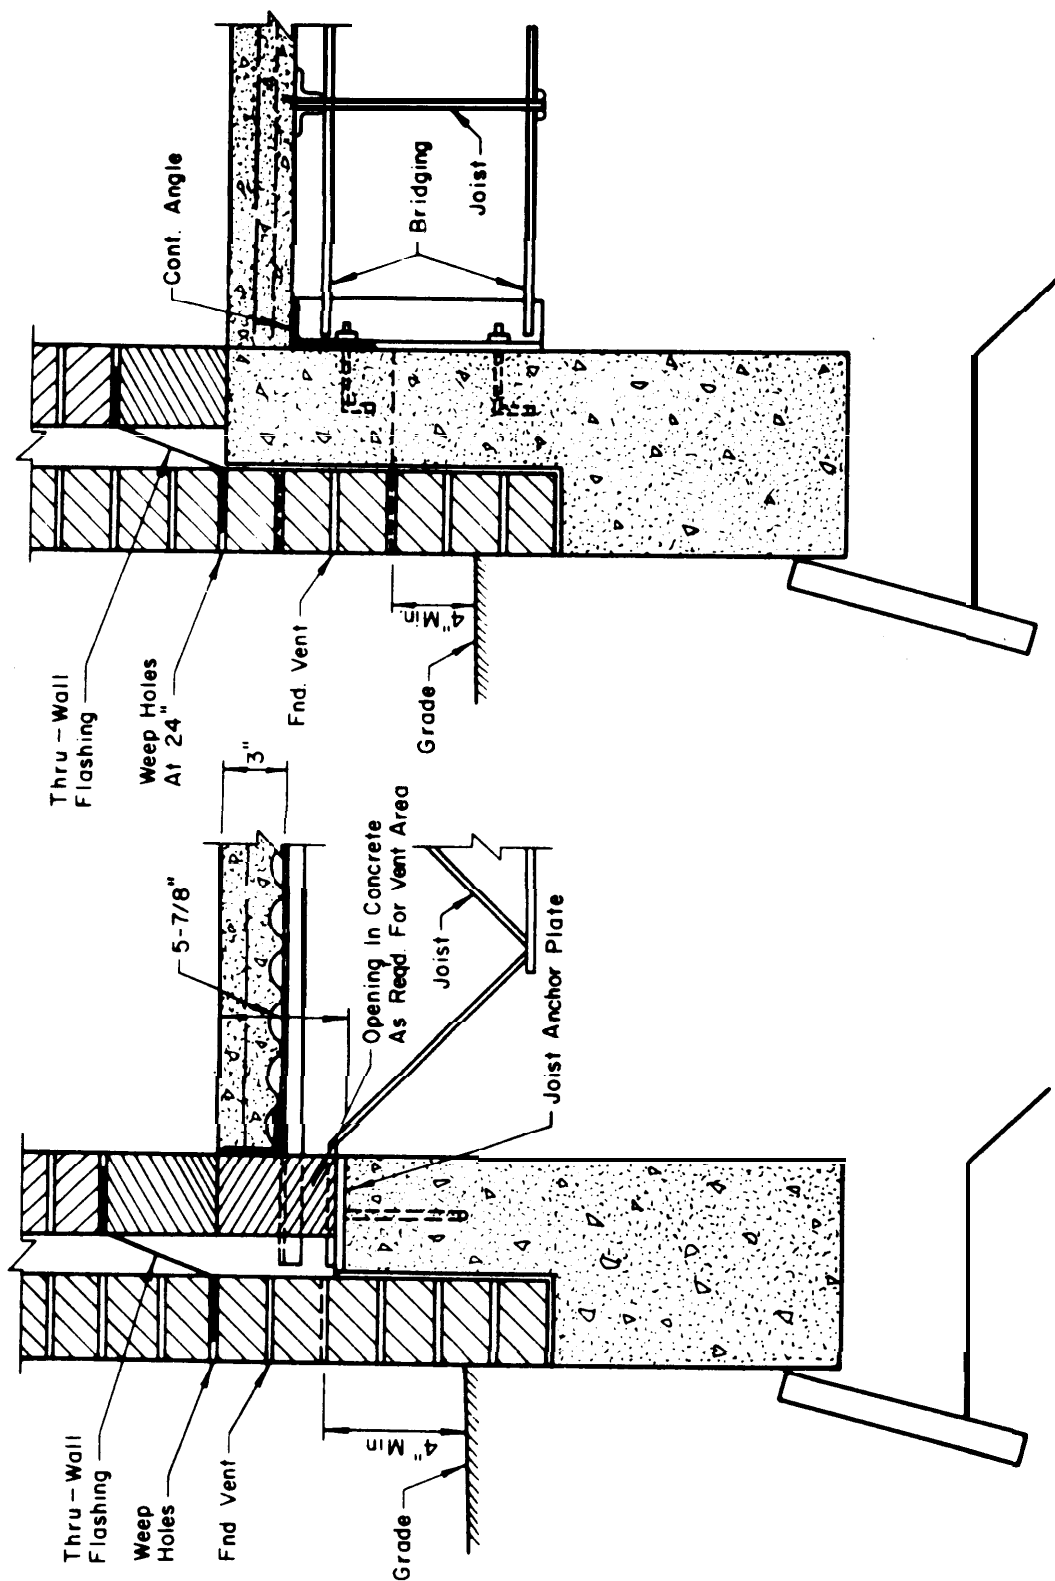 Thru-Wall
Flashing
Weep
Holes
Fnd Vent
4" Min
Grade
5-7/8"
3"
Opening In Concrete
As Reqd. For Vent Area
Joist
Joist Anchor Plate
Thru-Wall
Flashing
Weep Holes
At 24"
Fnd. Vent
4" Min.
Grade
Cont. Angle
Bridging
Joist